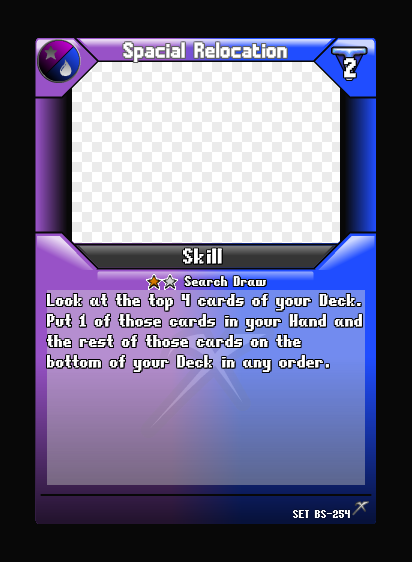 Spacial Relocation
2
Skill
Search Draw
Look at the top 4 cards of your Deck.
Put 1 of those cards in your Hand and
the rest of those cards on the
bottom of your Deck in any order.
SET BS-254